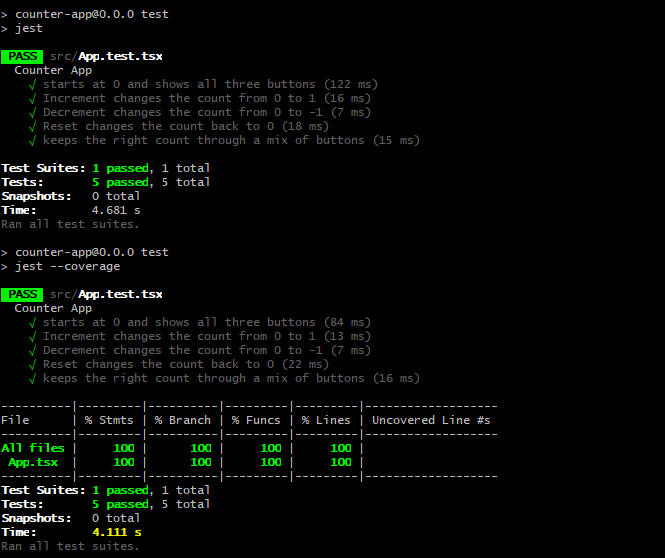 > counter-app@0.0.0 test
> jest
PASS src/App.test.tsx
Counter App
√ starts at 0 and shows all three buttons (122 ms)
√ Increment changes the count from 0 to 1 (16 ms)
√ Decrement changes the count from 0 to -1 (7 ms)
√ Reset changes the count back to 0 (18 ms)
√ keeps the right count through a mix of buttons (15 ms)
Test Suites: 1 passed, 1 total
Tests:       5 passed, 5 total
Snapshots:   0 total
Time:        4.681 s
Ran all test suites.
> counter-app@0.0.0 test
> jest --coverage
PASS src/App.test.tsx
Counter App
√ starts at 0 and shows all three buttons (84 ms)
√ Increment changes the count from 0 to 1 (13 ms)
√ Decrement changes the count from 0 to -1 (7 ms)
√ Reset changes the count back to 0 (22 ms)
√ keeps the right count through a mix of buttons (16 ms)
----------|---------|----------|---------|---------|-------------------
File      | % Stmts | % Branch | % Funcs | % Lines | Uncovered Line #s
----------|---------|----------|---------|---------|-------------------
All files |     100 |      100 |     100 |     100 |
App.tsx  |     100 |      100 |     100 |     100 |
----------|---------|----------|---------|---------|-------------------
Test Suites: 1 passed, 1 total
Tests:       5 passed, 5 total
Snapshots:   0 total
Time:        4.111 s
Ran all test suites.